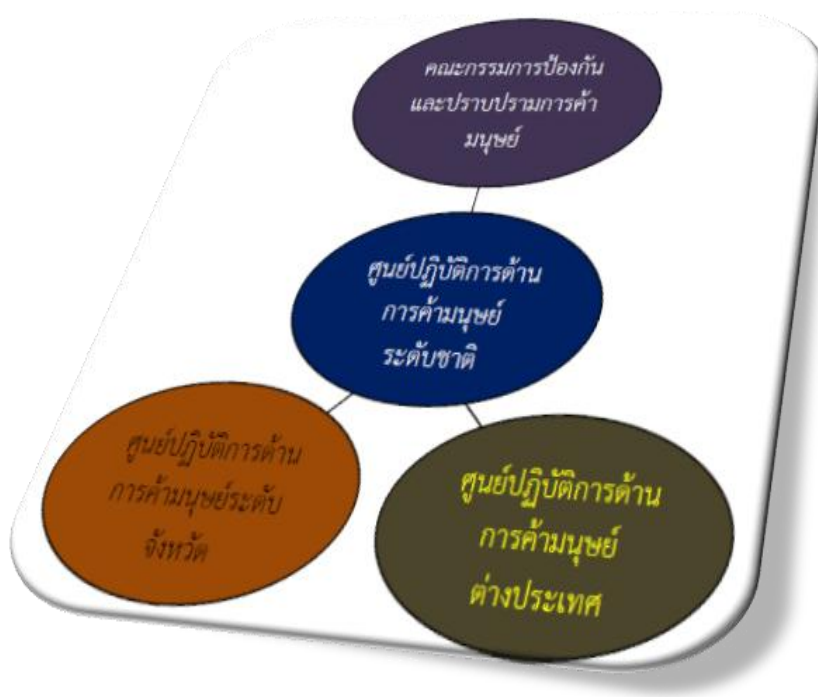 คณะกรรมการป้องกัน
และปราบปรามการค้า
มนุษย์
ศูนย์ปฏิบัติการด้าน
การค้ามนุษย์
ระดับชาติ
ศูนย์ปฏิบัติการด้าน
การค้ามนุษย์ระดับ
จังหวัด
ศูนย์ปฏิบัติการด้าน
การค้ามนุษย์
ต่างประเทศ